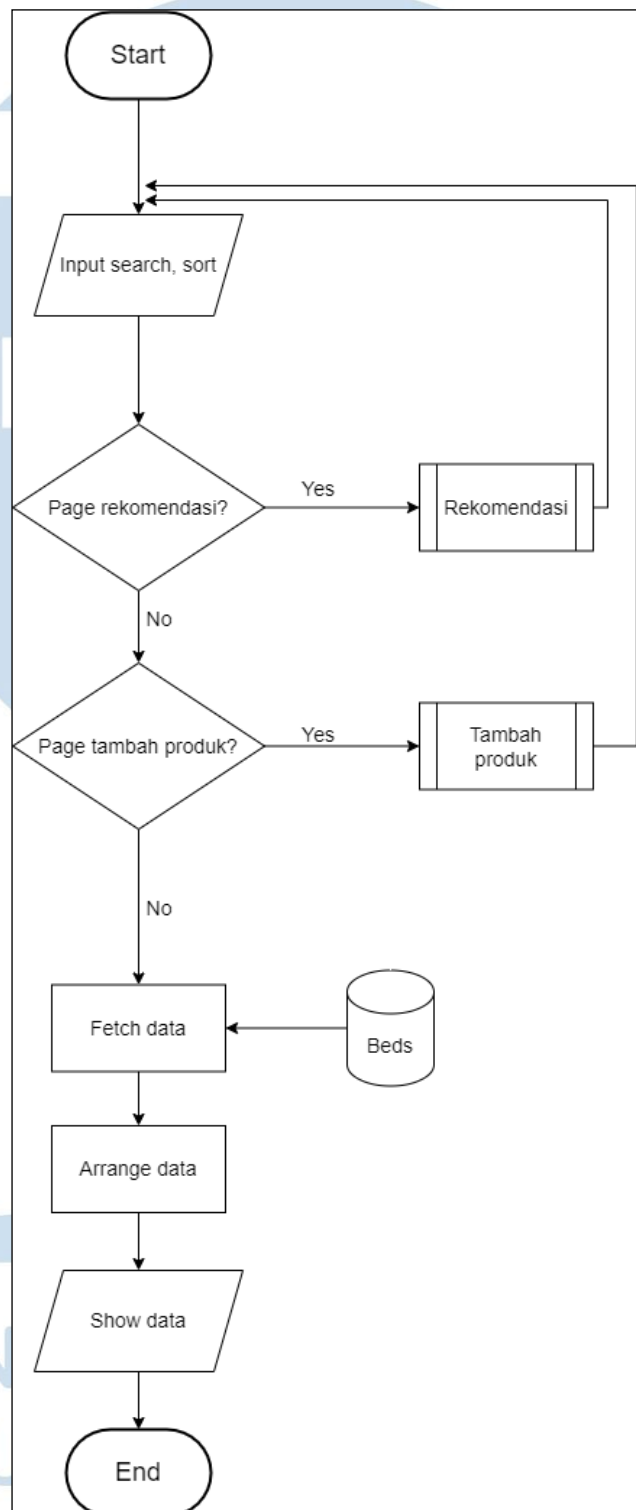 Start
Input search, sort
Page rekomendasi?
Yes
Rekomendasi
No
Page tambah produk?
Yes
Tambah
produk
No
Fetch data
Beds
Arrange data
Show data
End